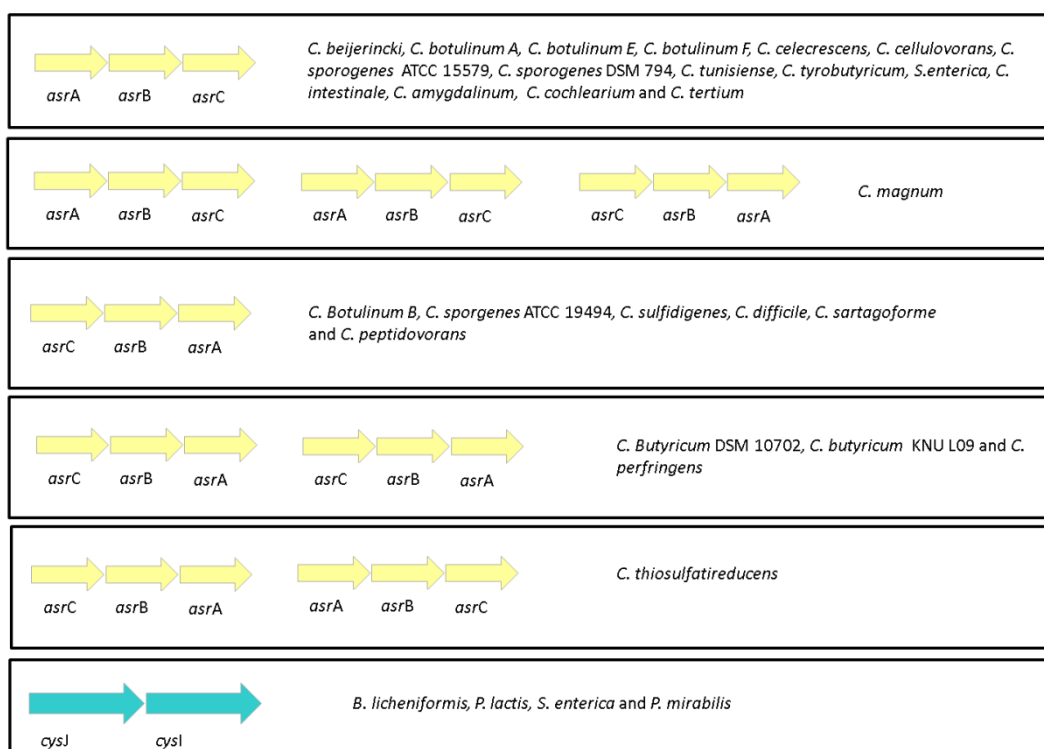 C. beijerincki, C. botulinum A, C. botulinum E, C. botulinum F, C. celecrescens, C. cellulovorans, C.
sporogenes ATCC 15579, C. sporogenes DSM 794, C. tunisiense, C. tyrobutyricum, S.enterica, C.
intestinale, C. amygdalinum, C. cochlearium and C. tertium
asrA asrB asrC
C. magnum
asrA asrB asrC asrA asrB asrC asrC asrB asrA
C. Botulinum B, C. sporgenes ATCC 19494, C. sulfidigenes, C. difficile, C. sartagoforme
and C. peptidovorans
asrC asrB asrA
C. Butyricum DSM 10702, C. butyricum KNU L09 and C.
perfringens
asrC asrB asrA asrC asrB asrA
C. thiosulfatireducens
asrC asrB asrA asrA asrB asrC
B. licheniformis, P. lactis, S. enterica and P. mirabilis
cysJ cysI